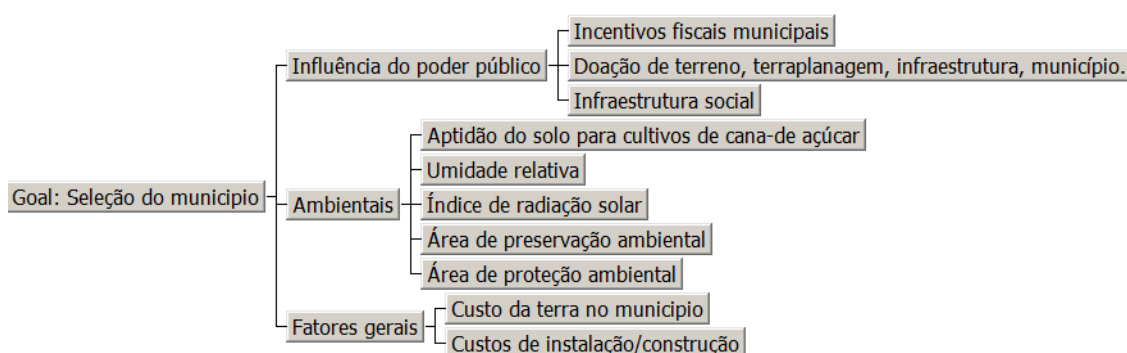 Incentivos fiscais municipais
Influência do poder público
Doação de terreno, terraplanagem, infraestrutura, município.
Infraestrutura social
Aptidão do solo para cultivos de cana-de açúcar
Umidade relativa
Goal: Seleção do municipio
Ambientais
Índice de radiação solar
Área de preservação ambiental
Área de proteção ambiental
Custo da terra no municipio
Fatores gerais
Custos de instalação/construção